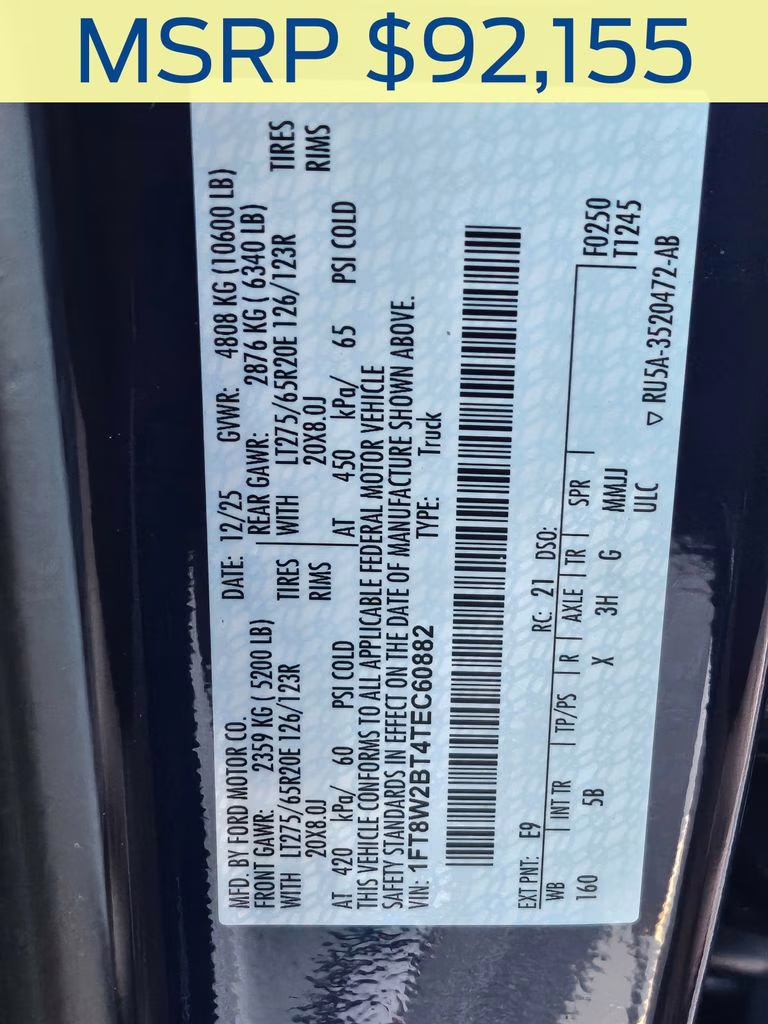 MSRP $92,155
MFD. BY FORD MOTOR CO.
DATE: 12/25
GVWR: 4808 KG (10600 LB)
FRONT GAWR: 2359 KG ( 5200 LB)
REAR GAWR: 2876 KG ( 6340 LB)
WITH LT275/65R20E 126/123R TIRES
WITH LT275/65R20E 126/123R TIRES
20X8.0J RIMS
20X8.0J RIMS
AT 420 kPa/ 60 PSI COLD
AT 450 kPa/ 65 PSI COLD
THIS VEHICLE CONFORMS TO ALL APPLICABLE FEDERAL MOTOR VEHICLE
SAFETY STANDARDS IN EFFECT ON THE DATE OF MANUFACTURE SHOWN ABOVE.
VIN: 1FT8W2BT4TEC60882
TYPE: Truck
EXT PNT: E9
RC: 21 DSO:
F0250
WB INT TR TP/PS R AXLE TR SPR
T1245
160 5B X 3H G MMJJ
ULC
RU5A-3520472-AB